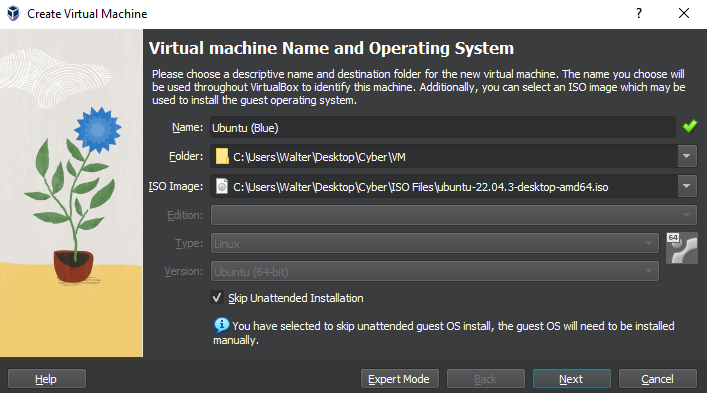 Create Virtual Machine
Virtual machine Name and Operating System
Please choose a descriptive name and destination folder for the new virtual machine. The name you choose will
be used throughout VirtualBox to identify this machine. Additionally, you can select an ISO image which may be
used to install the guest operating system.
Name: Ubuntu (Blue)
Folder: C:\Users\Walter\Desktop\Cyber\VM
ISO Image: C:\Users\Walter\Desktop\Cyber\ISO Files\ubuntu-22.04.3-desktop-amd64.iso
Edition:
Type: Linux 64
Version: Ubuntu (64-bit)
Skip Unattended Installation
You have selected to skip unattended guest OS install, the guest OS will need to be installed
manually.
Help Expert Mode Back Next Cancel